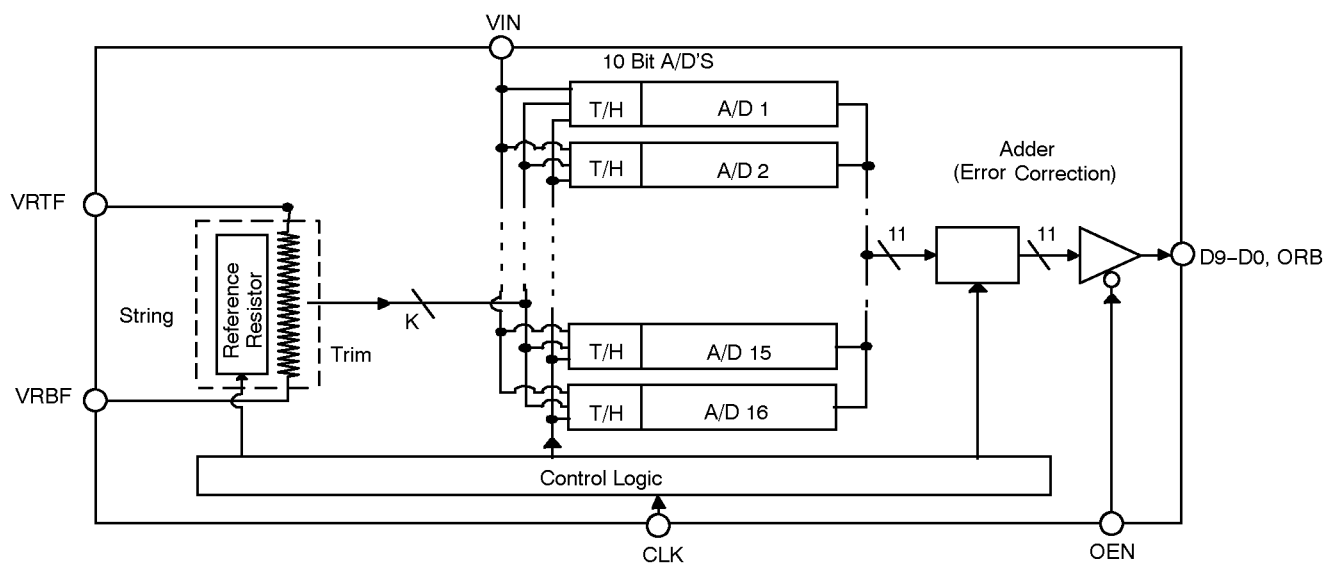 VIN
10 Bit A/D'S
T/H
A/D 1
T/H
A/D 2
Adder
(Error Correction)
VRTF
11
11
D9–D0, ORB
String
Reference
Resistor
Trim
K
T/H
A/D 15
VRBF
T/H
A/D 16
Control Logic
CLK
OEN